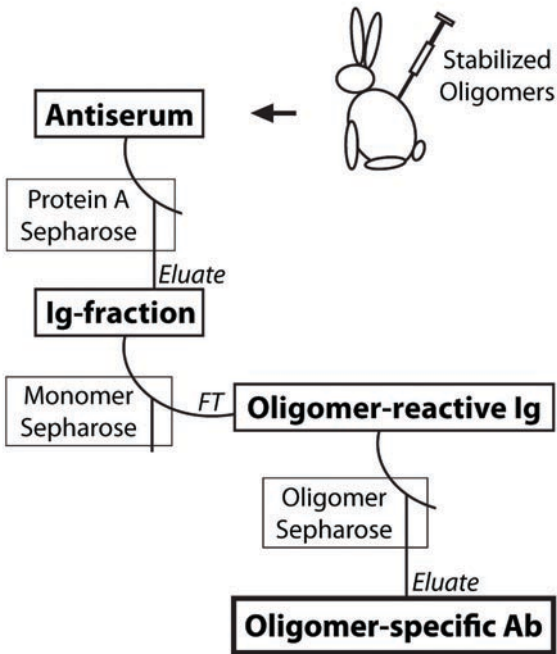 Stabilized
Oligomers
Antiserum
Protein A
Sepharose
Eluate
Ig-fraction
Monomer
Sepharose
FT
Oligomer-reactive Ig
Oligomer
Sepharose
Eluate
Oligomer-specific Ab